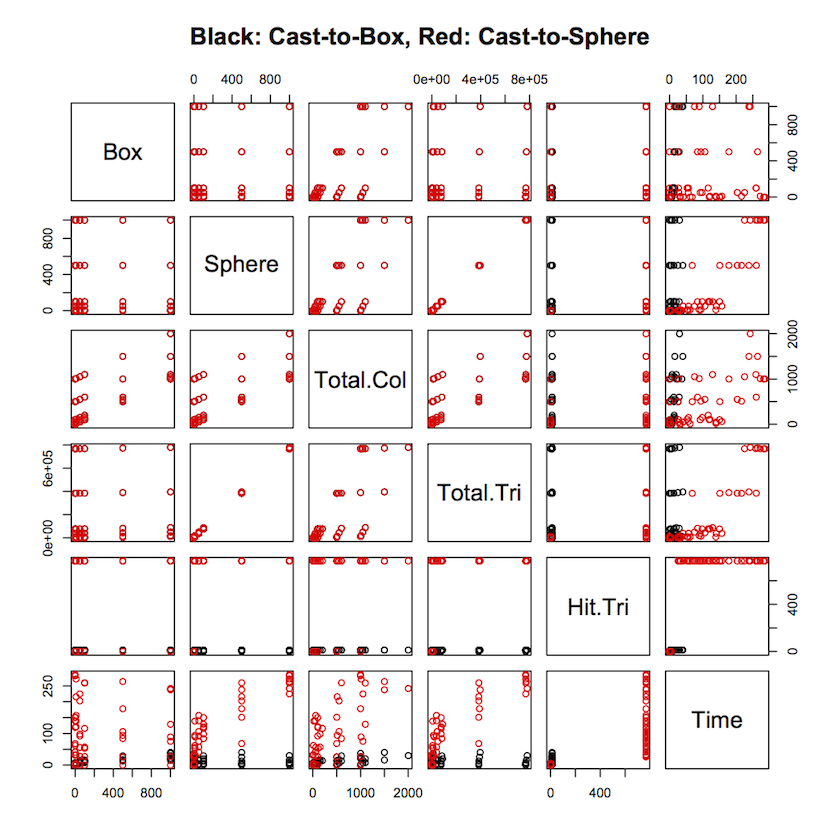 Black: Cast-to-Box, Red: Cast-to-Sphere
0 400 800
0e+00 4e+05 8e+05
0 100 200
Box
0 400 800
0 400 800
Sphere
Total.Col
0 1000 2000
0e+00 6e+05
Total.Tri
Hit.Tri
0 400
0 100 250
Time
0 400 800
0 1000 2000
0 400